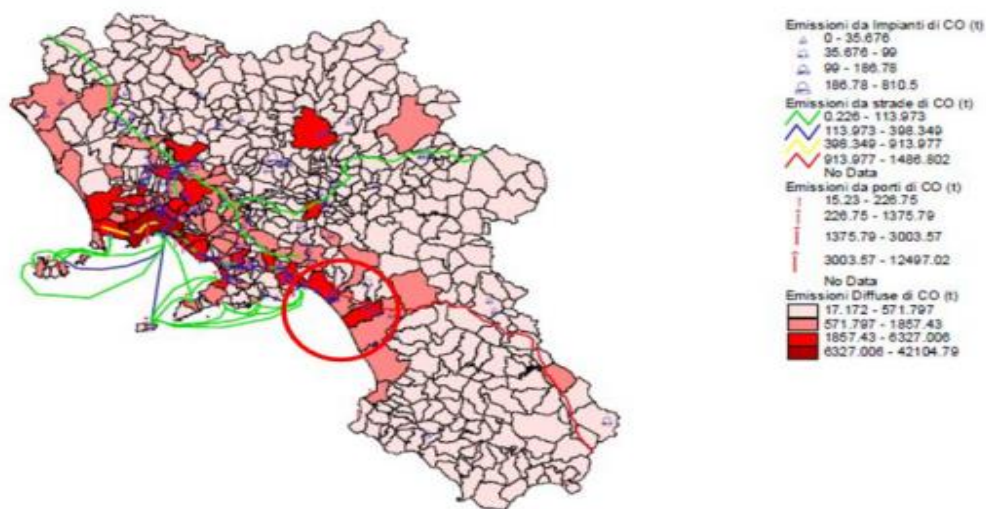 Emissioni da Impianti di CO (t)
0 - 35.676
35.676 - 99
99 - 186.78
186.78 - 810.5
Emissioni da strade di CO (t)
0.226 - 113.973
113.973 - 398.349
398.349 - 913.977
913.977 - 1486.802
No Data
Emissioni da porti di CO (t)
15.23 - 226.75
226.75 - 1375.79
1375.79 - 3003.57
3003.57 - 12497.02
No Data
Emissioni Diffuse di CO (t)
17.172 - 571.797
571.797 - 1857.43
1857.43 - 6327.006
6327.006 - 42104.79